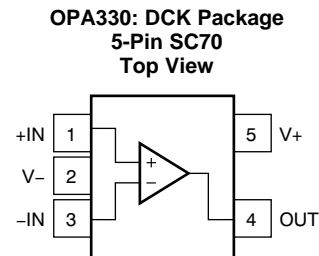 OPA330: DCK Package
5-Pin SC70
Top View
+IN 1 5 V+
V− 2
−IN 3 4 OUT
+
−